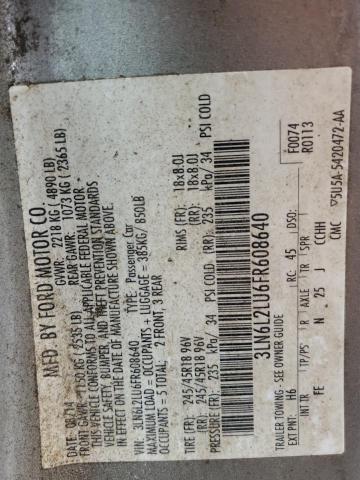 MFD BY FORD MOTOR CO.
08/14 GVWR: 2218 KG (4890 LB)
FRONT GAWR: 1150 KG (2535 LB) REAR GAWR: 1073 KG (2365 LB)
THIS VEHICLE CONFORMS TO ALL APPLICABLE FEDERAL MOTOR
VEHICLE SAFETY, BUMPER, AND THEFT PREVENTION STANDARDS
IN EFFECT ON THE DATE OF MANUFACTURE SHOWN ABOVE.
VIN: 3LN6L2LU6FR608640 TYPE: Passenger Car
MAXIMUM LOAD = OCCUPANTS + LUGGAGE = 385KG / 850LB
OCCUPANTS = 5 TOTAL: 2 FRONT, 3 REAR
TIRE (FR): 245/45R18 96V RIMS (FR): 18x8.0J
(RR): 245/45R18 96V (RR): 18x8.0J
(FR): 235 kPa/ 34 PSI COLD (RR): 235 kPa/ 34 PSI COLD
3LN6L2LU6FR608640
F0074
R0113
TRAILER TOWING - SEE OWNER GUIDE
EXT PNT: H6 RC: 45 DSO:
INT TR TP/PS R AXLE TR SPR
FE N 25 J CCHH
CMC ▽5U5A-5420472-AA